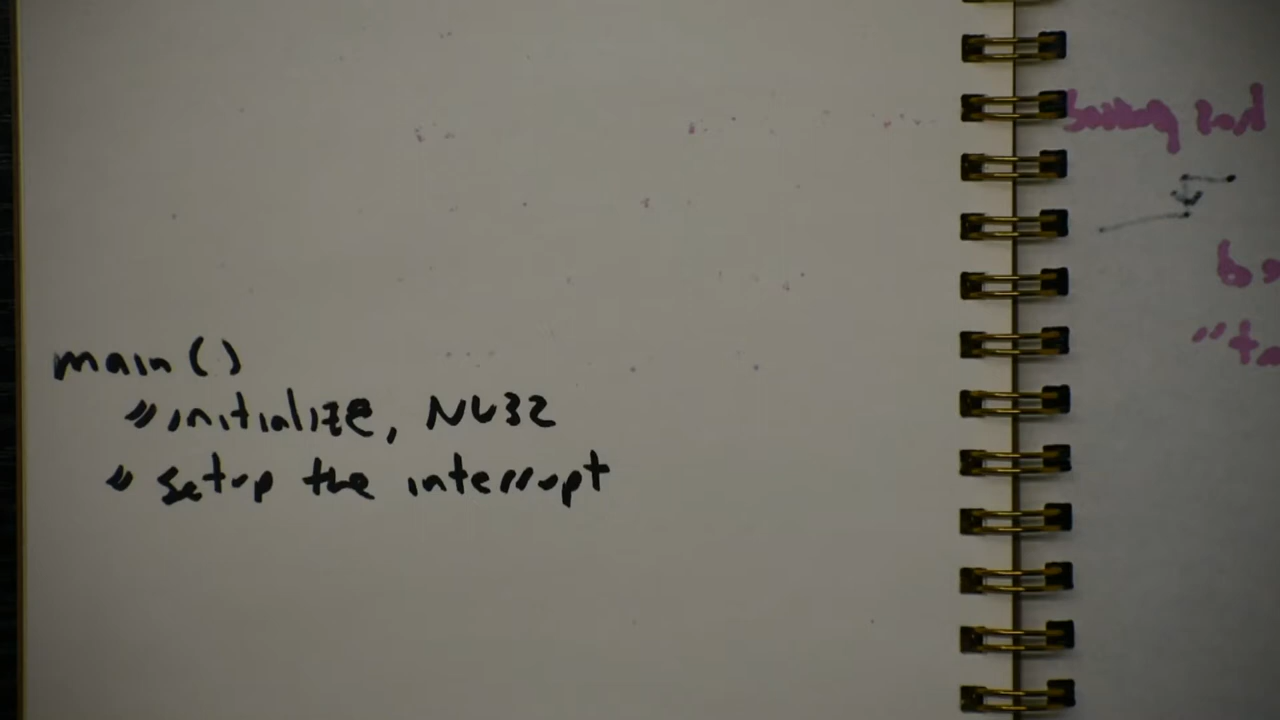 main()
// initialize, NU32
// setup the interrupt